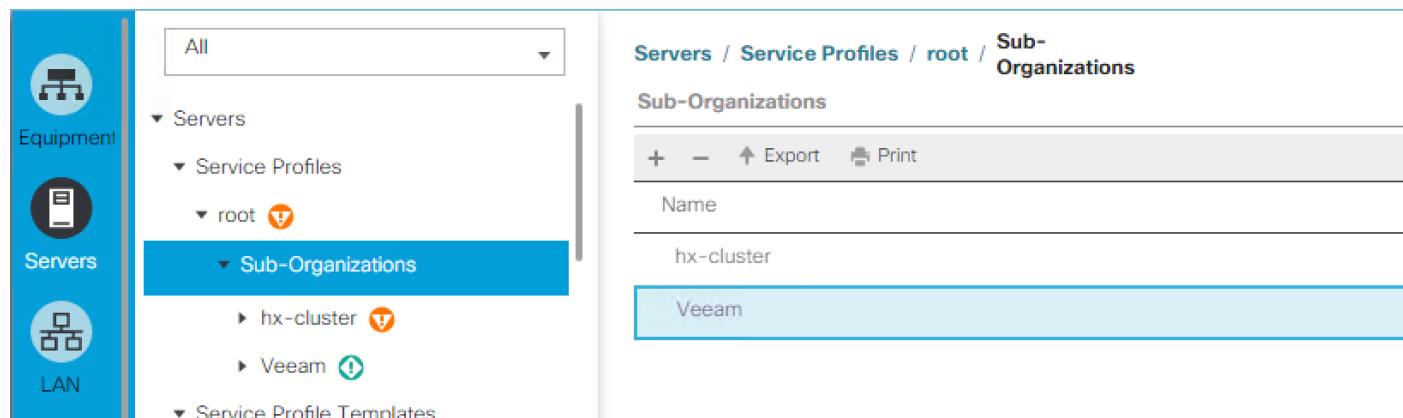 Equipment
Servers
LAN
All
Servers
Service Profiles
root
Sub-Organizations
hx-cluster
Veeam
Service Profile Templates
Servers / Service Profiles / root / Sub-
Organizations
Sub-Organizations
+ − Export Print
Name
hx-cluster
Veeam